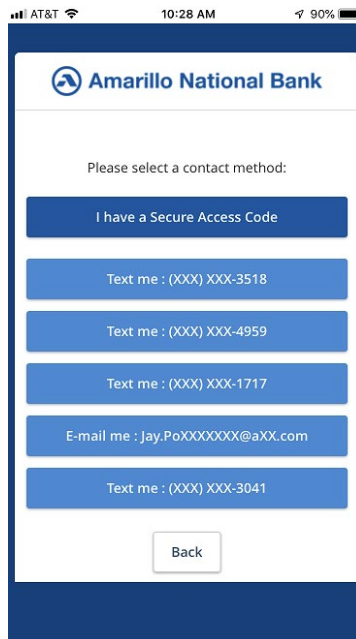 AT&T 10:28 AM 90%
Amarillo National Bank
Please select a contact method:
I have a Secure Access Code
Text me : (XXX) XXX-3518
Text me : (XXX) XXX-4959
Text me : (XXX) XXX-1717
E-mail me : Jay.PoXXXXXXX@aXX.com
Text me : (XXX) XXX-3041
Back